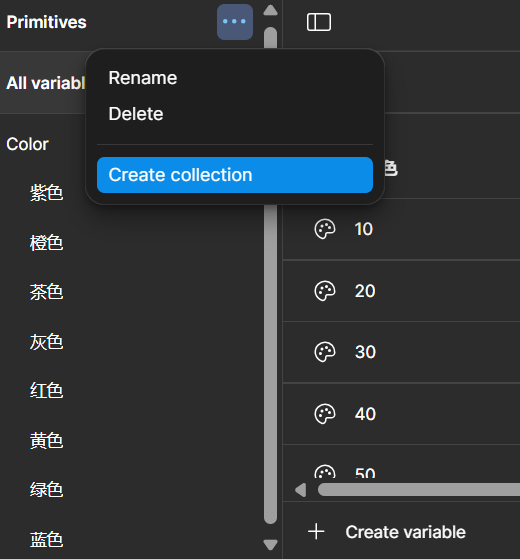 Primitives
All variabl
Rename
Delete
Create collection
Color
紫色
橙色
茶色
灰色
红色
黄色
绿色
蓝色
色
10
20
30
40
50
Create variable